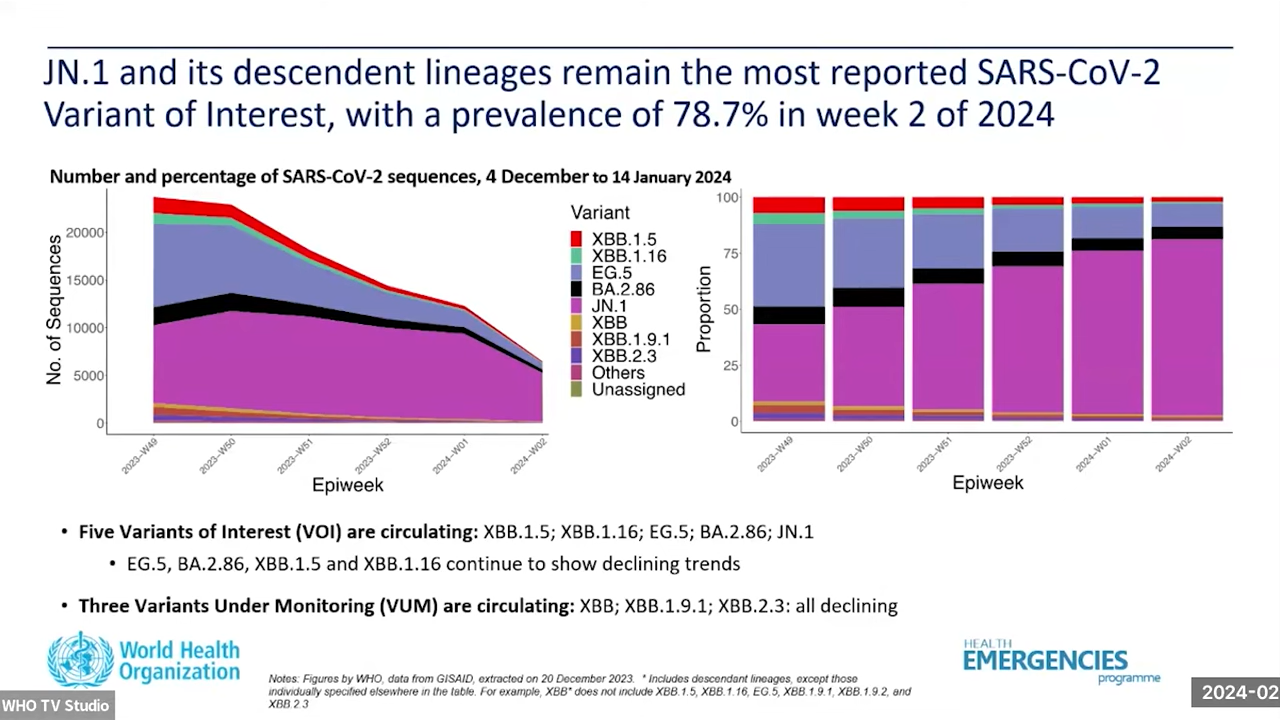 JN.1 and its descendent lineages remain the most reported SARS-CoV-2
Variant of Interest, with a prevalence of 78.7% in week 2 of 2024
Number and percentage of SARS-CoV-2 sequences, 4 December to 14 January 2024
No. of Sequences
20000
15000
10000
5000
0
2023-W49
2023-W50
2023-W51
2023-W52
2024-W01
2024-W02
Epiweek
Variant
XBB.1.5
XBB.1.16
EG.5
BA.2.86
JN.1
XBB
XBB.1.9.1
XBB.2.3
Others
Unassigned
Proportion
100
75
50
25
0
2023-W49
2023-W50
2023-W51
2023-W52
2024-W01
2024-W02
Epiweek
• Five Variants of Interest (VOI) are circulating: XBB.1.5; XBB.1.16; EG.5; BA.2.86; JN.1
• EG.5, BA.2.86, XBB.1.5 and XBB.1.16 continue to show declining trends
• Three Variants Under Monitoring (VUM) are circulating: XBB; XBB.1.9.1; XBB.2.3: all declining
World Health
Organization
Notes: Figures by WHO, data from GISAID, extracted on 20 December 2023. * Includes descendant lineages, except those
individually specified elsewhere in the table. For example, XBB* does not include XBB.1.5, XBB.1.16, EG.5, XBB.1.9.1, XBB.1.9.2, and
XBB.2.3
HEALTH
EMERGENCIES
programme
WHO TV Studio
2024-02